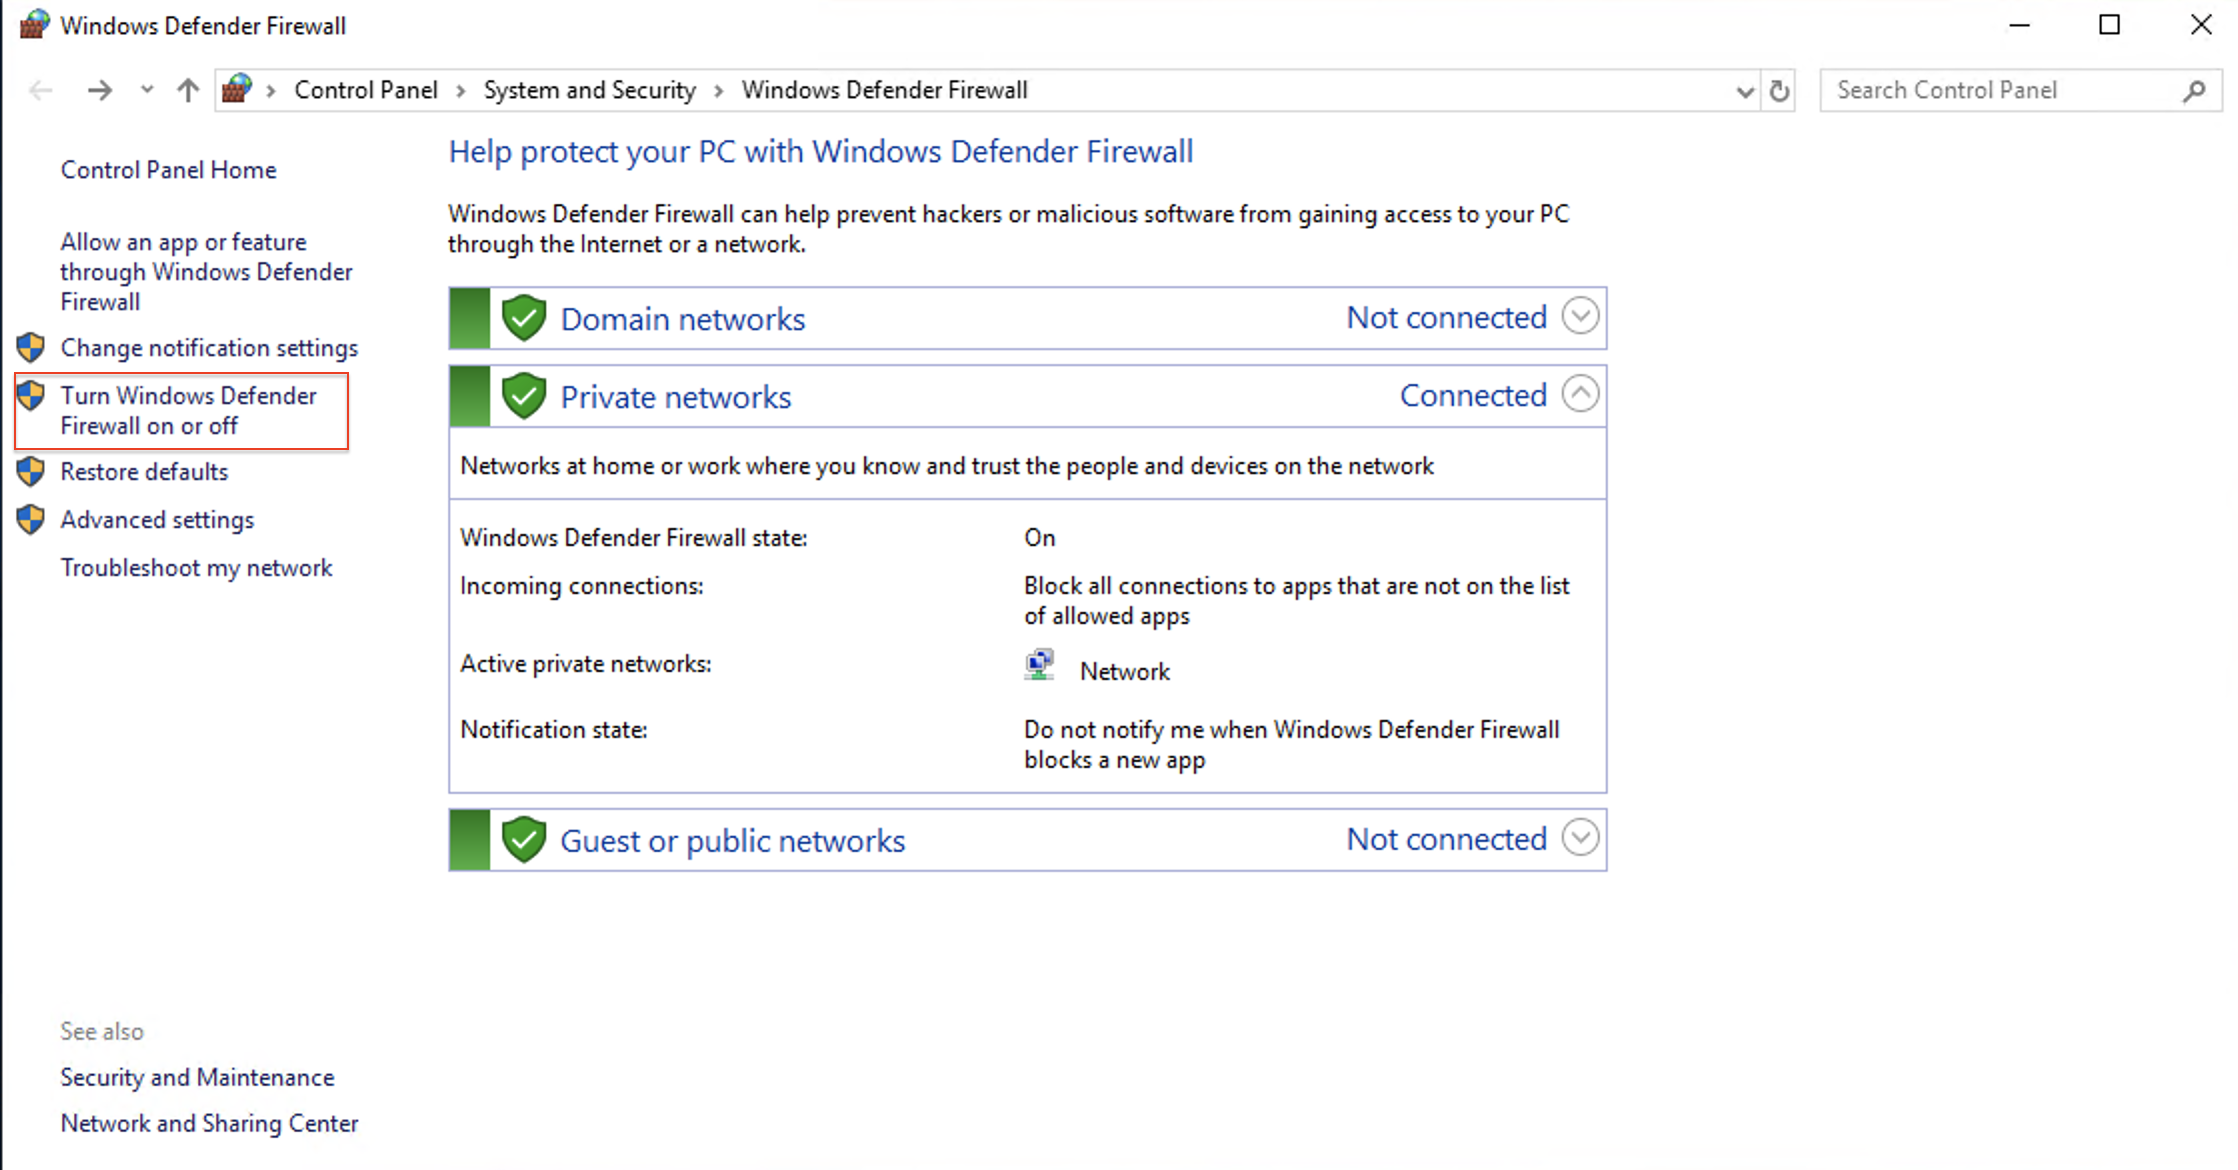 Windows Defender Firewall
Control Panel > System and Security > Windows Defender Firewall
Search Control Panel
Control Panel Home
Allow an app or feature
through Windows Defender
Firewall
Change notification settings
Turn Windows Defender
Firewall on or off
Restore defaults
Advanced settings
Troubleshoot my network
See also
Security and Maintenance
Network and Sharing Center
Help protect your PC with Windows Defender Firewall
Windows Defender Firewall can help prevent hackers or malicious software from gaining access to your PC
through the Internet or a network.
Domain networks Not connected
Private networks Connected
Networks at home or work where you know and trust the people and devices on the network
Windows Defender Firewall state: On
Incoming connections: Block all connections to apps that are not on the list
of allowed apps
Active private networks: Network
Notification state: Do not notify me when Windows Defender Firewall
blocks a new app
Guest or public networks Not connected